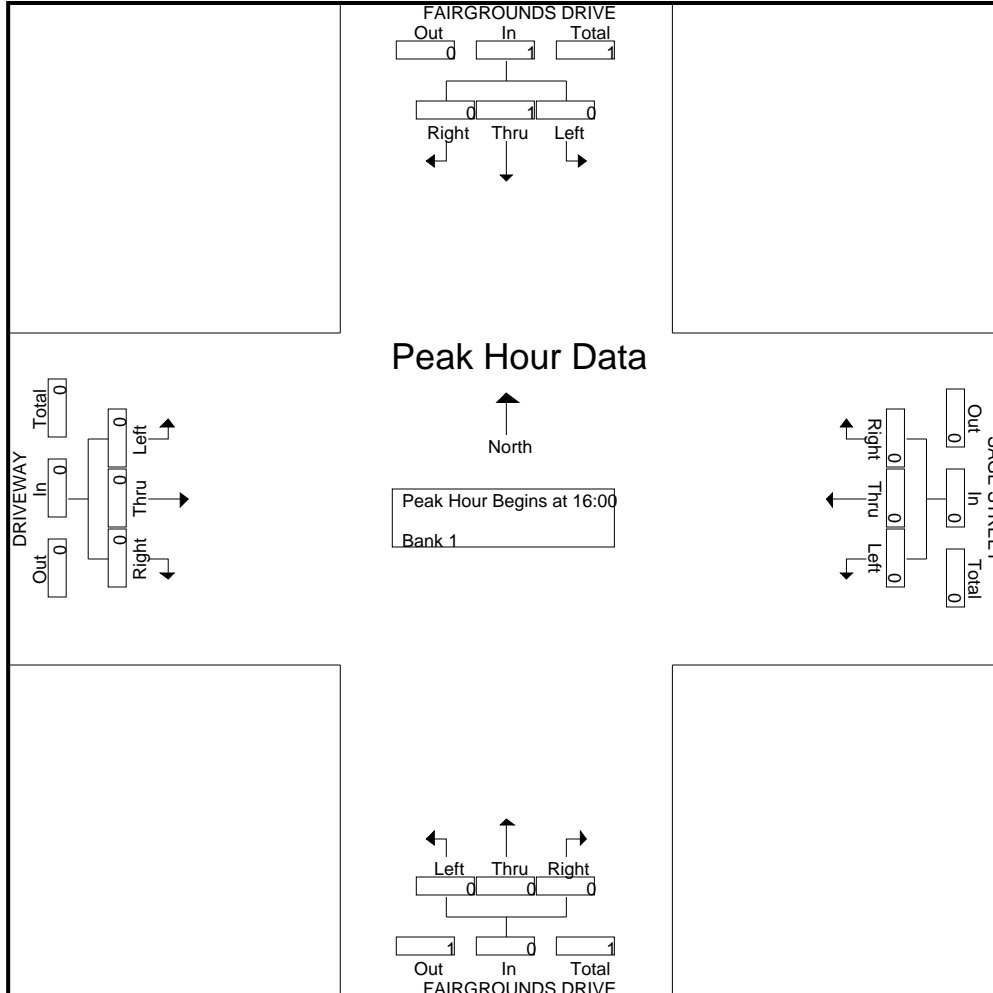 FAIRGROUNDS DRIVE
Out In Total
0 1 1
0 1 0
Right Thru Left
Peak Hour Data
North
Peak Hour Begins at 16:00
Bank 1
DRIVEWAY
Out In Total
0 0 0
0 0 0
Right Thru Left
Out In Total
0 0 0
Right Thru Left
0 0 0
Left Thru Right
0 0 0
1 0 1
Out In Total
FAIRGROUNDS DRIVE